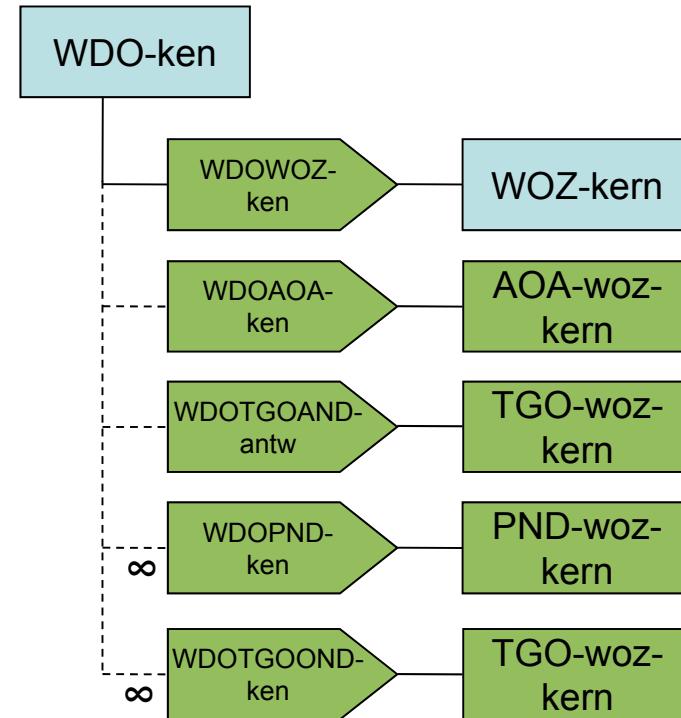 WDO-ken
WDOWOZ-
ken
WOZ-kern
WDOAOA-
ken
AOA-woz-
kern
WDOTGOAND-
antw
TGO-woz-
kern
∞
WDOPND-
ken
PND-woz-
kern
∞
WDOTGOOND-
ken
TGO-woz-
kern